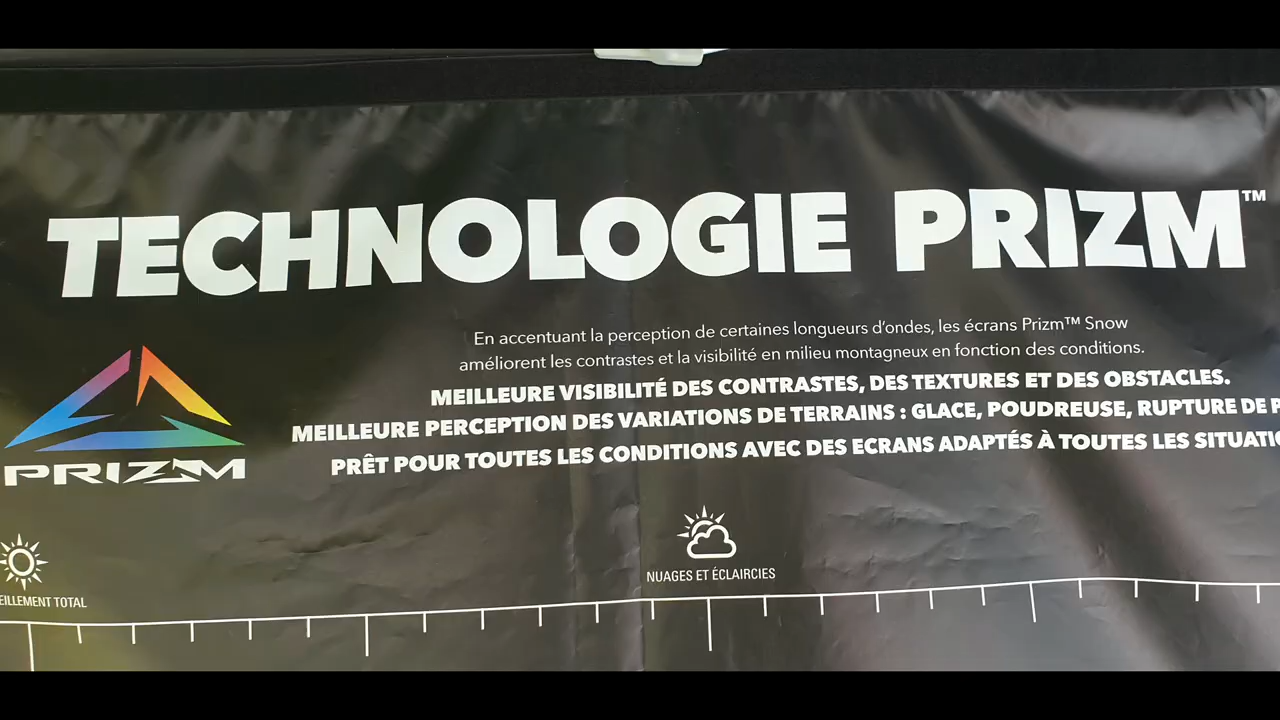 TECHNOLOGIE PRIZM™
En accentuant la perception de certaines longueurs d'ondes, les écrans Prizm™ Snow
améliorent les contrastes et la visibilité en milieu montagneux en fonction des conditions.
MEILLEURE VISIBILITÉ DES CONTRASTES, DES TEXTURES ET DES OBSTACLES.
MEILLEURE PERCEPTION DES VARIATIONS DE TERRAINS : GLACE, POUDREUSE, RUPTURE DE
PRÊT POUR TOUTES LES CONDITIONS AVEC DES ECRANS ADAPTÉS À TOUTES LES
PRIZM
NUAGES ET ÉCLAIRCIES
TOTAL